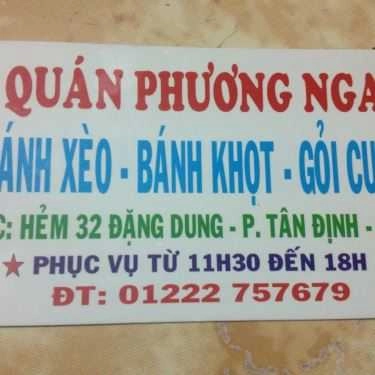 QUÁN PHƯƠNG NGA
ÁNH XÈO - BÁNH KHỌT - GỎI CU
C: HẺM 32 ĐẶNG DUNG - P. TÂN ĐỊNH -
★ PHỤC VỤ TỪ 11H30 ĐẾN 18H
ĐT: 01222 757679